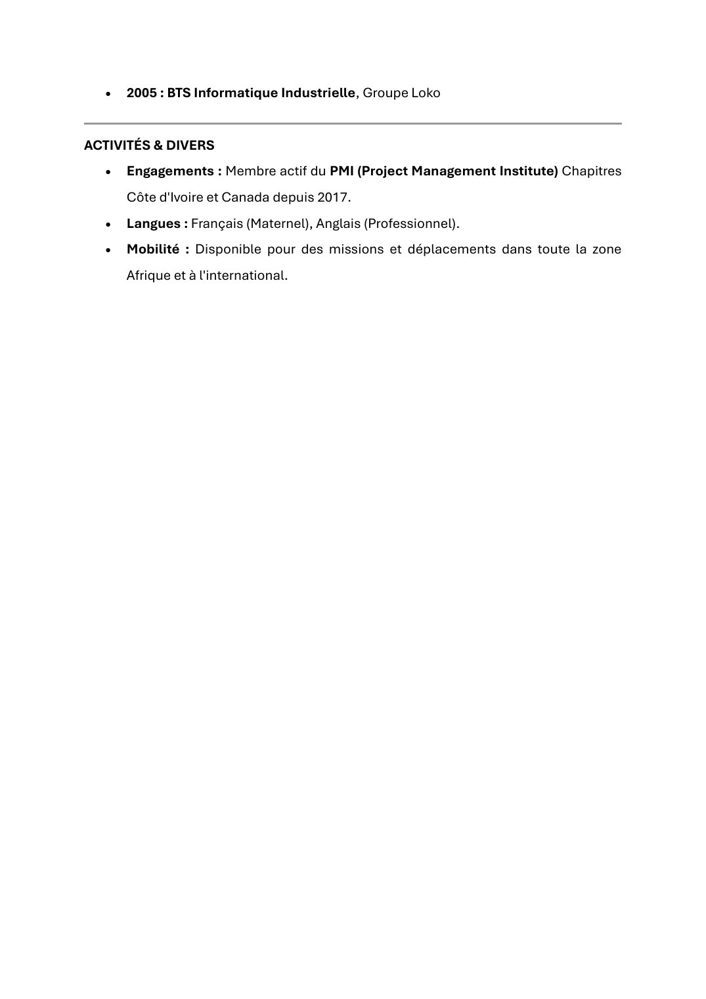 • 2005 : BTS Informatique Industrielle, Groupe Loko
ACTIVITÉS & DIVERS
• Engagements : Membre actif du PMI (Project Management Institute) Chapitres
Côte d'Ivoire et Canada depuis 2017.
• Langues : Français (Maternel), Anglais (Professionnel).
• Mobilité : Disponible pour des missions et déplacements dans toute la zone
Afrique et à l'international.